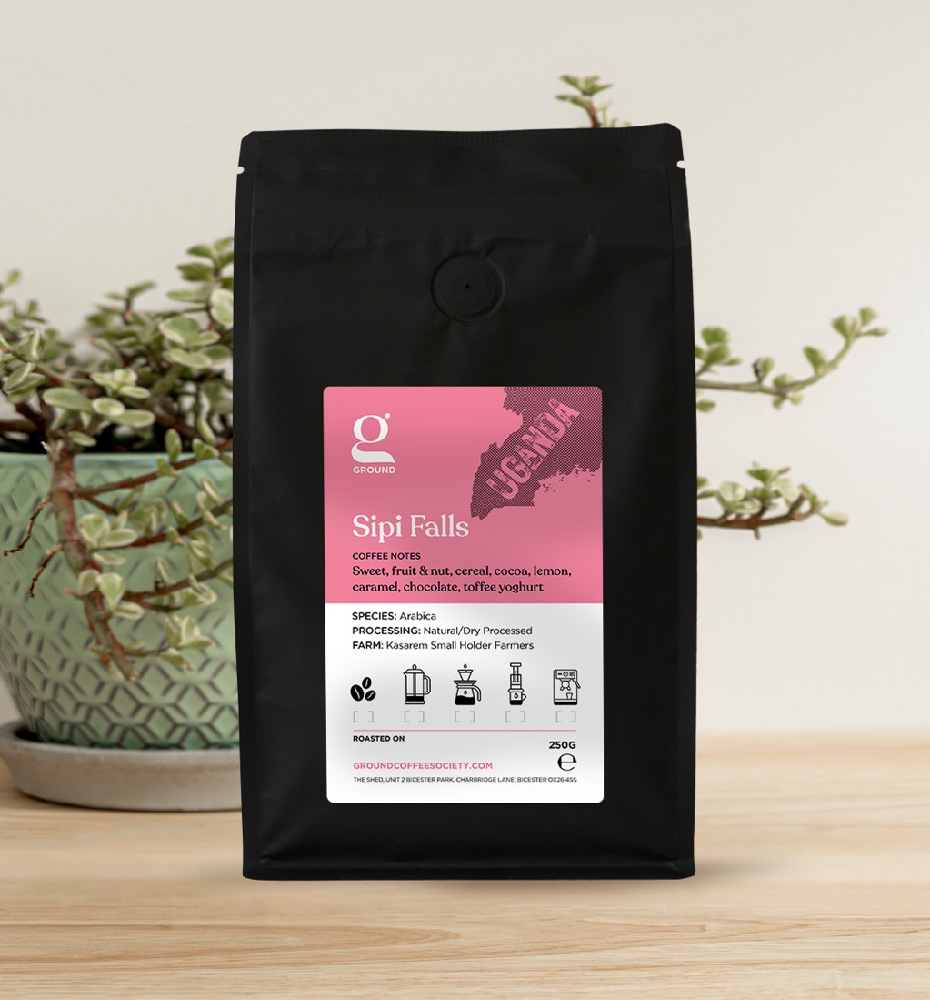 g
GROUND
UGANDA
Sipi Falls
COFFEE NOTES
Sweet, fruit & nut, cereal, cocoa, lemon,
caramel, chocolate, toffee yoghurt
SPECIES: Arabica
PROCESSING: Natural/Dry Processed
FARM: Kasarem Small Holder Farmers
ROASTED ON
250G
e
GROUNDCOFFEESOCIETY.COM
THE SHED, UNIT 2 BICESTER PARK, CHARBRIDGE LANE, BICESTER OX26 4SS